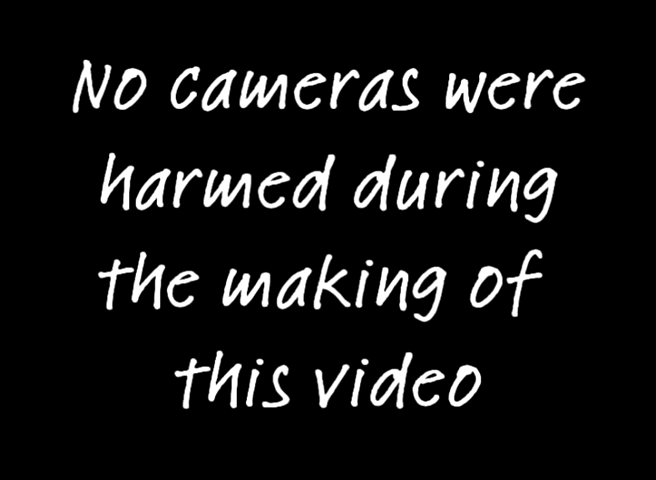 No cameras were
harmed during
the making of
this video